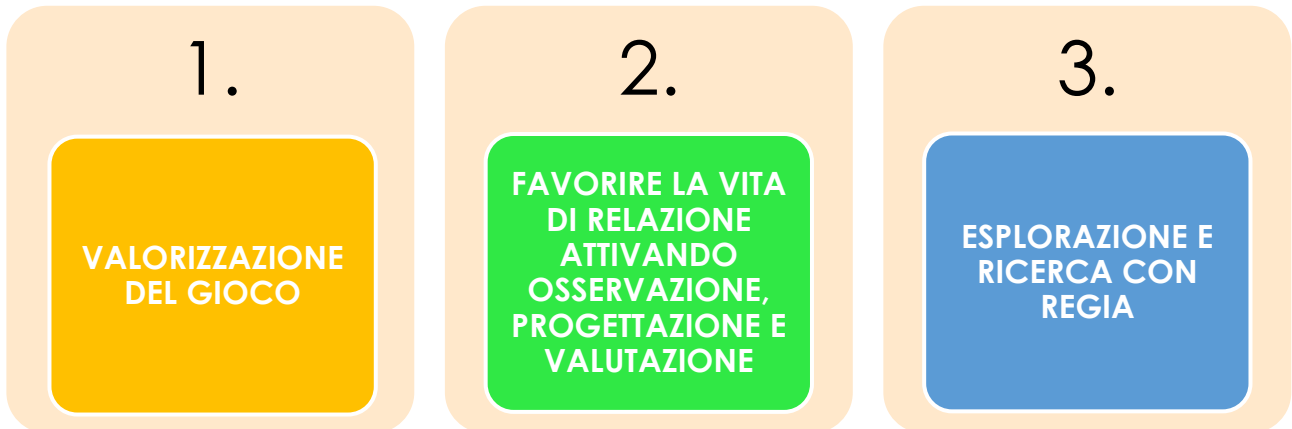 1.
VALORIZZAZIONE
DEL GIOCO
2.
FAVORIRE LA VITA
DI RELAZIONE
ATTIVANDO
OSSERVAZIONE,
PROGETTAZIONE E
VALUTAZIONE
3.
ESPLORAZIONE E
RICERCA CON
REGIA